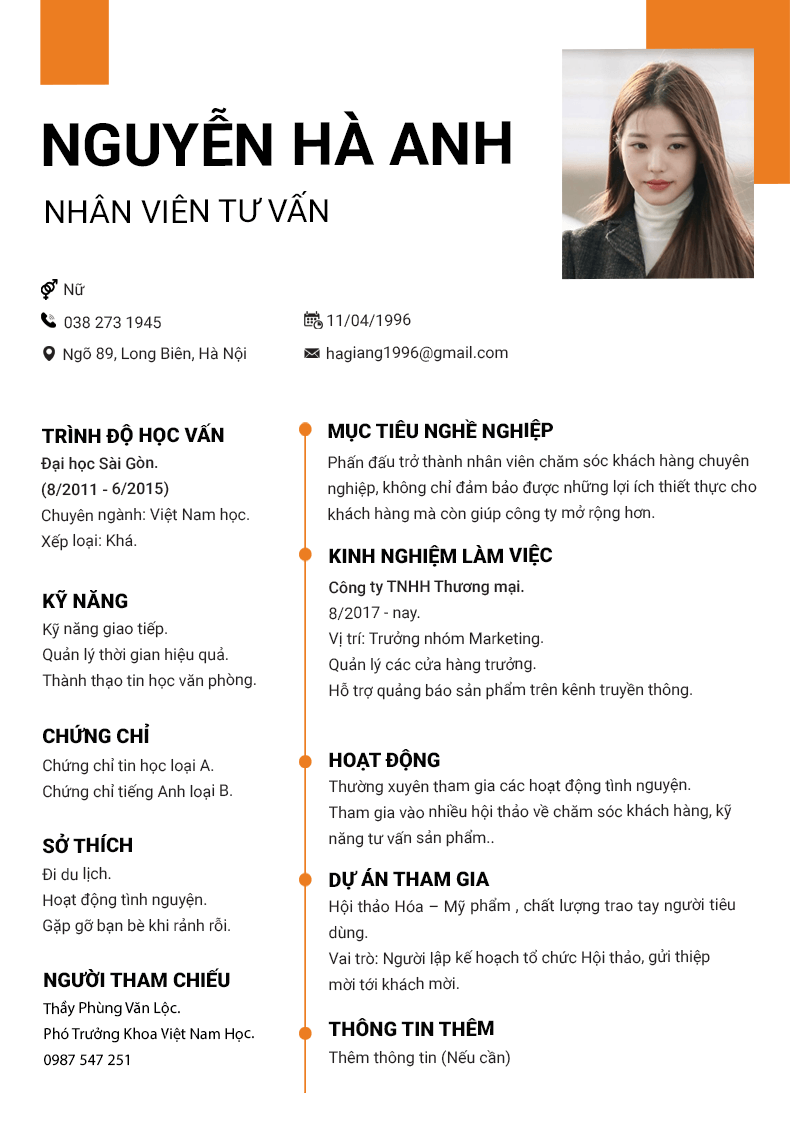 NGUYỄN HÀ ANH
NHÂN VIÊN TƯ VẤN
Nữ
038 273 1945
11/04/1996
Ngõ 89, Long Biên, Hà Nội
hagiang1996@gmail.com
TRÌNH ĐỘ HỌC VẤN
Đại học Sài Gòn.
(8/2011 - 6/2015)
Chuyên ngành: Việt Nam học.
Xếp loại: Khá.
KỸ NĂNG
Kỹ năng giao tiếp.
Quản lý thời gian hiệu quả.
Thành thạo tin học văn phòng.
CHỨNG CHỈ
Chứng chỉ tin học loại A.
Chứng chỉ tiếng Anh loại B.
SỞ THÍCH
Đi du lịch.
Hoạt động tình nguyện.
Gặp gỡ bạn bè khi rảnh rỗi.
NGƯỜI THAM CHIẾU
Thầy Phùng Văn Lộc.
Phó Trưởng Khoa Việt Nam Học.
0987 547 251
MỤC TIÊU NGHỀ NGHIỆP
Phấn đấu trở thành nhân viên chăm sóc khách hàng chuyên
nghiệp, không chỉ đảm bảo được những lợi ích thiết thực cho
khách hàng mà còn giúp công ty mở rộng hơn.
KINH NGHIỆM LÀM VIỆC
Công ty TNHH Thương mại.
8/2017 - nay.
Vị trí: Trưởng nhóm Marketing.
Quản lý các cửa hàng trưởng.
Hỗ trợ quảng báo sản phẩm trên kênh truyền thông.
HOẠT ĐỘNG
Thường xuyên tham gia các hoạt động tình nguyện.
Tham gia vào nhiều hội thảo về chăm sóc khách hàng, kỹ
năng tư vấn sản phẩm..
DỰ ÁN THAM GIA
Hội thảo Hóa – Mỹ phẩm , chất lượng trao tay người tiêu
dùng.
Vai trò: Người lập kế hoạch tổ chức Hội thảo, gửi thiệp
mời tới khách mời.
THÔNG TIN THÊM
Thêm thông tin (Nếu cần)